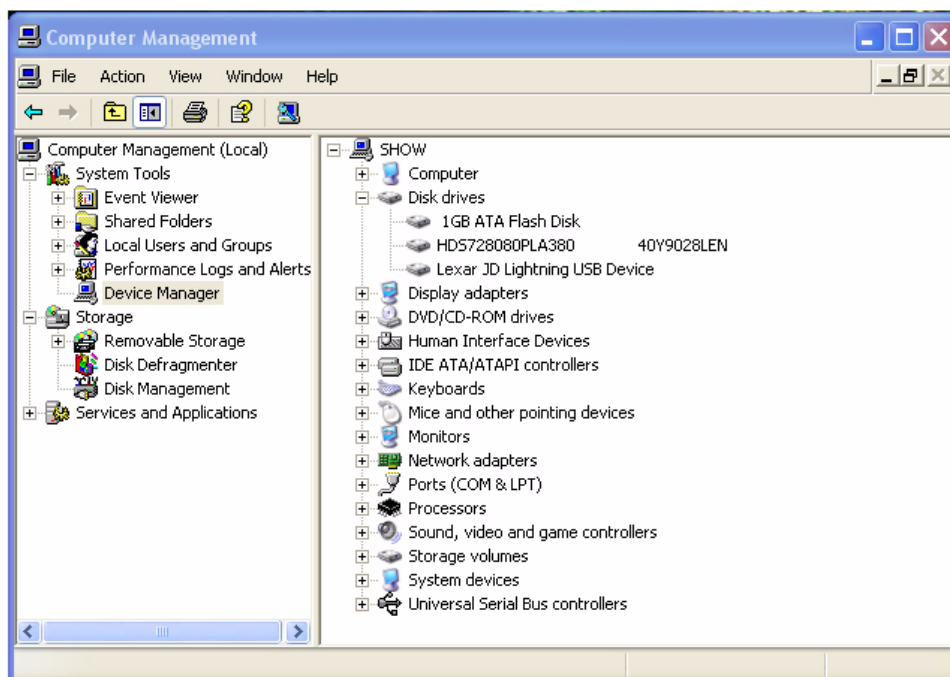 Computer Management
File Action View Window Help
Computer Management (Local)
System Tools
Event Viewer
Shared Folders
Local Users and Groups
Performance Logs and Alerts
Device Manager
Storage
Removable Storage
Disk Defragmenter
Disk Management
Services and Applications
SHOW
Computer
Disk drives
1GB ATA Flash Disk
HDS728080PLA380 40Y9028LEN
Lexar JD Lightning USB Device
Display adapters
DVD/CD-ROM drives
Human Interface Devices
IDE ATA/ATAPI controllers
Keyboards
Mice and other pointing devices
Monitors
Network adapters
Ports (COM & LPT)
Processors
Sound, video and game controllers
Storage volumes
System devices
Universal Serial Bus controllers